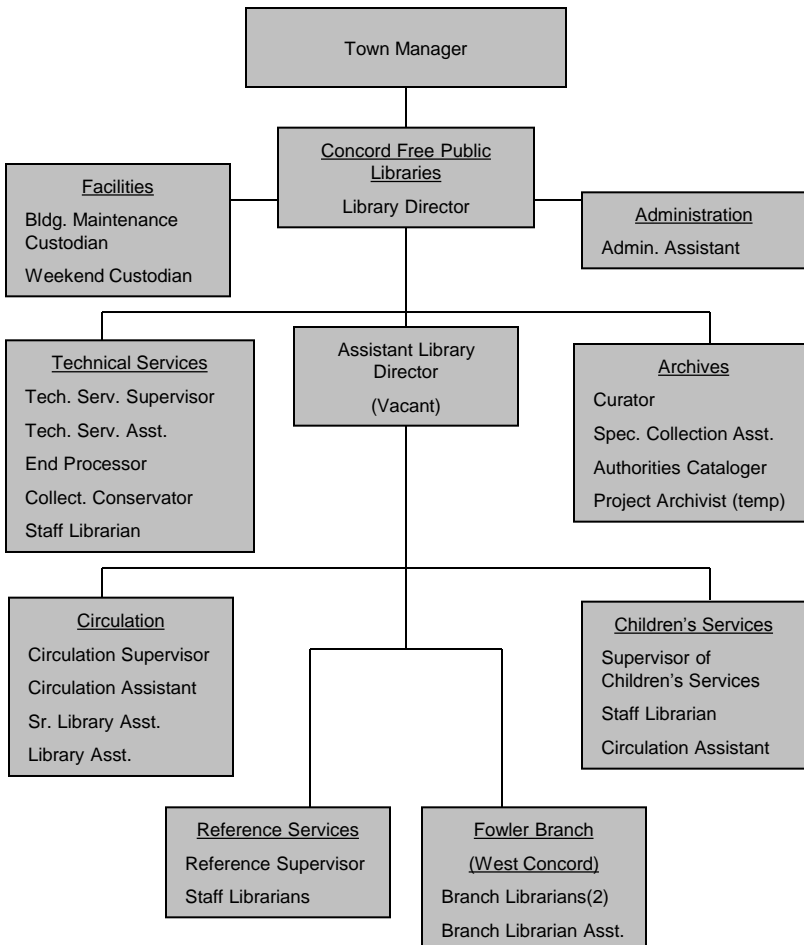 Town Manager
Concord Free Public
Libraries
Library Director
Facilities
Bldg. Maintenance
Custodian
Weekend Custodian
Administration
Admin. Assistant
Technical Services
Tech. Serv. Supervisor
Tech. Serv. Asst.
End Processor
Collect. Conservator
Staff Librarian
Assistant Library
Director
(Vacant)
Archives
Curator
Spec. Collection Asst.
Authorities Cataloger
Project Archivist (temp)
Circulation
Circulation Supervisor
Circulation Assistant
Sr. Library Asst.
Library Asst.
Children’s Services
Supervisor of
Children’s Services
Staff Librarian
Circulation Assistant
Reference Services
Reference Supervisor
Staff Librarians
Fowler Branch
(West Concord)
Branch Librarians(2)
Branch Librarian Asst.